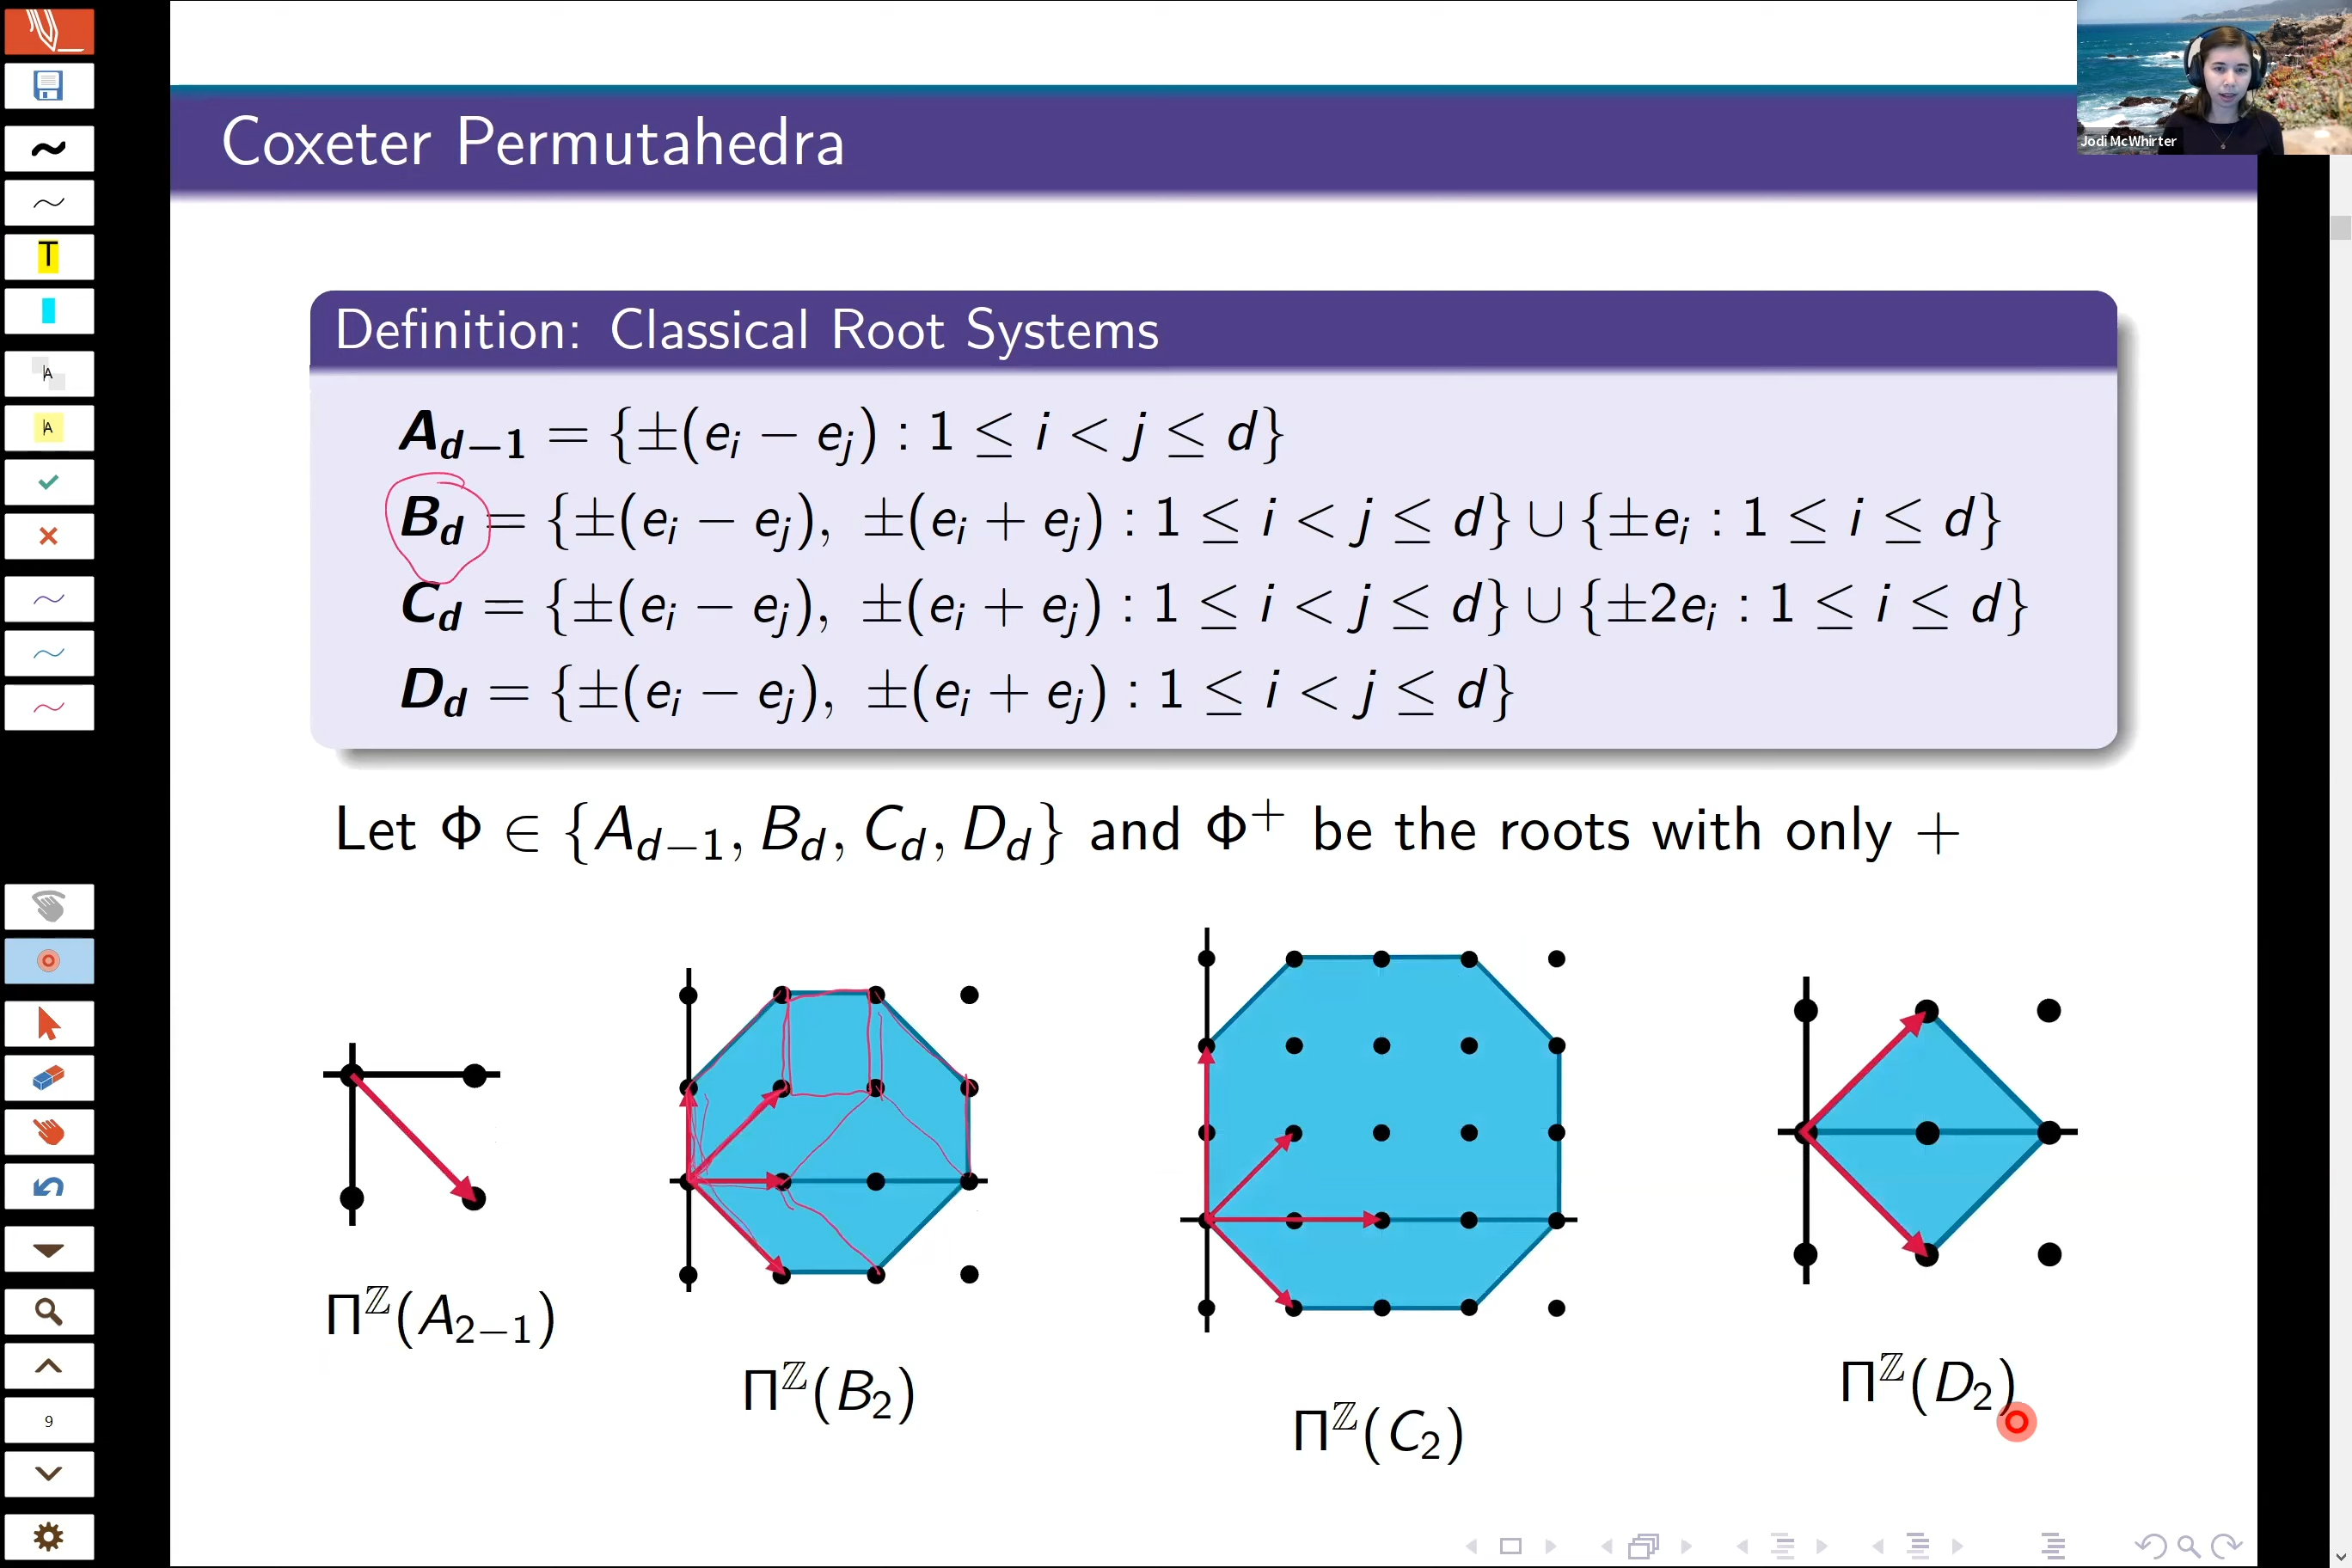 Coxeter Permutahedra
Jodi McWhirter
Definition: Classical Root Systems
A_{d−1} = {±(e_i − e_j) : 1 ≤ i < j ≤ d}
B_d = {±(e_i − e_j), ±(e_i + e_j) : 1 ≤ i < j ≤ d} ∪ {±e_i : 1 ≤ i ≤ d}
C_d = {±(e_i − e_j), ±(e_i + e_j) : 1 ≤ i < j ≤ d} ∪ {±2e_i : 1 ≤ i ≤ d}
D_d = {±(e_i − e_j), ±(e_i + e_j) : 1 ≤ i < j ≤ d}
Let Φ ∈ {A_{d−1}, B_d, C_d, D_d} and Φ⁺ be the roots with only +
Π^ℤ(A_{2−1})
Π^ℤ(B_2)
Π^ℤ(C_2)
Π^ℤ(D_2)
T
A
A
9